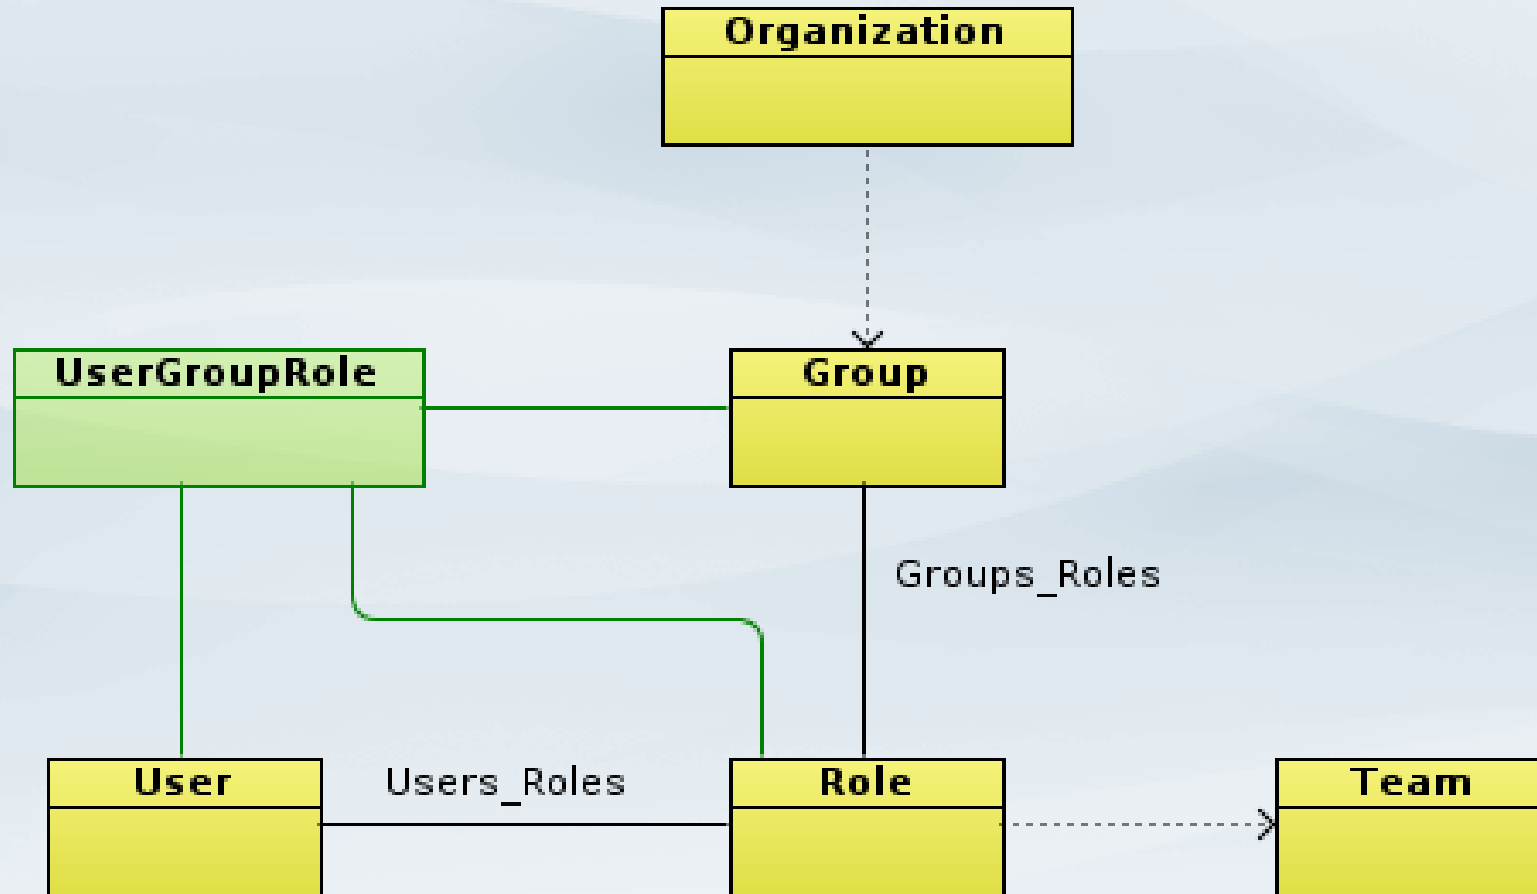 Organization
UserGroupRole
Group
Groups_Roles
User
Users_Roles
Role
Team